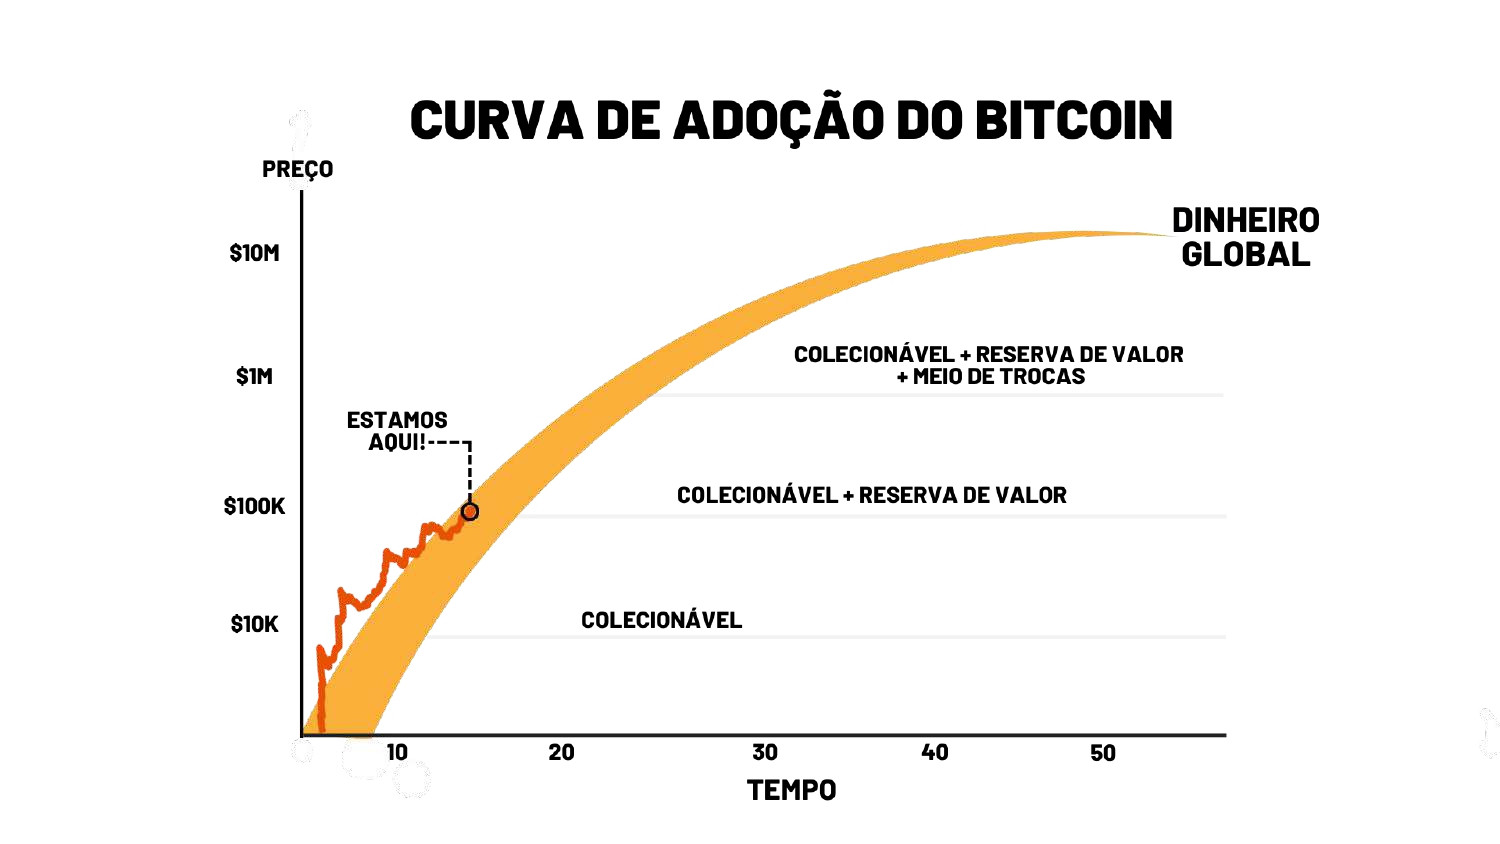 CURVA DE ADOÇÃO DO BITCOIN
PREÇO
DINHEIRO
GLOBAL
$10M
COLECIONÁVEL + RESERVA DE VALOR
+ MEIO DE TROCAS
$1M
ESTAMOS
AQUI!
COLECIONÁVEL + RESERVA DE VALOR
$100K
COLECIONÁVEL
$10K
10 20 30 40 50
TEMPO